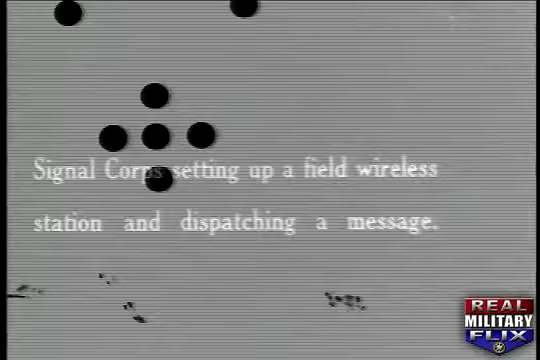 Signal Corps setting up a field wireless
station and dispatching a message.
REAL
MILITARY
FLIX